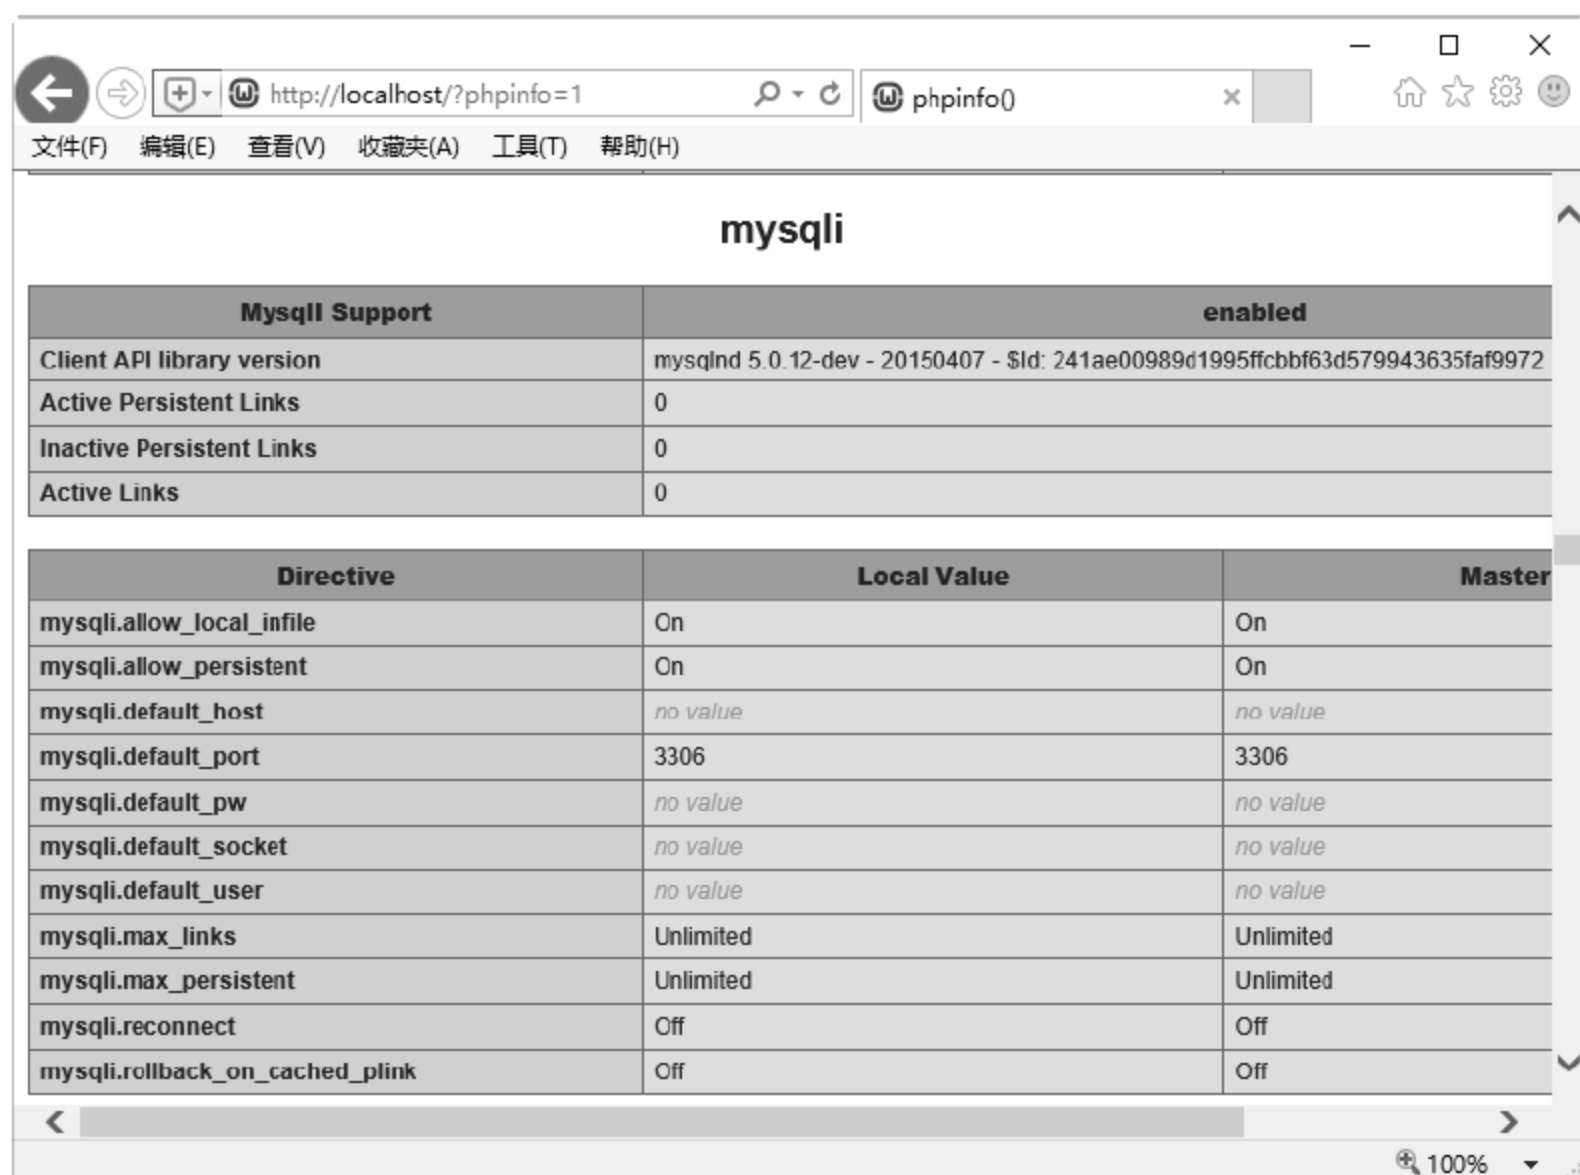 http://localhost/?phpinfo=1 phpinfo()
文件(F) 编辑(E) 查看(V) 收藏夹(A) 工具(T) 帮助(H)
mysqli
MysqlI Support enabled
Client API library version mysqlnd 5.0.12-dev - 20150407 - $Id: 241ae00989d1995ffcbbf63d579943635faf9972
Active Persistent Links 0
Inactive Persistent Links 0
Active Links 0
Directive Local Value Master
mysqli.allow_local_infile On On
mysqli.allow_persistent On On
mysqli.default_host no value no value
mysqli.default_port 3306 3306
mysqli.default_pw no value no value
mysqli.default_socket no value no value
mysqli.default_user no value no value
mysqli.max_links Unlimited Unlimited
mysqli.max_persistent Unlimited Unlimited
mysqli.reconnect Off Off
mysqli.rollback_on_cached_plink Off Off
100%